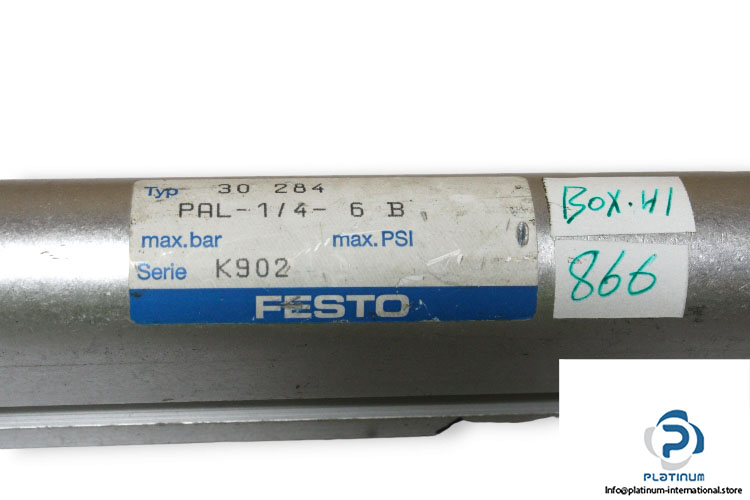 Typ 30 284
PAL-1/4- 6 B
max.bar max.PSI
Serie K902
FESTO
BOX.H1
866
PLATINUM
Info@platinum-international.store